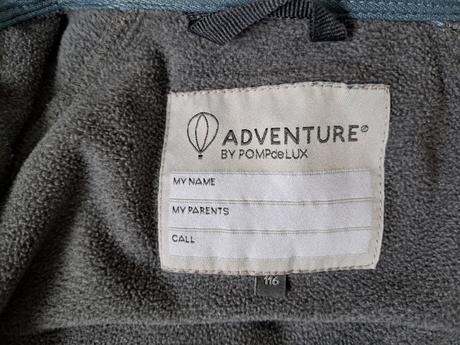 ADVENTURE®
BY POMPdeLUX
MY NAME
MY PARENTS
CALL
116